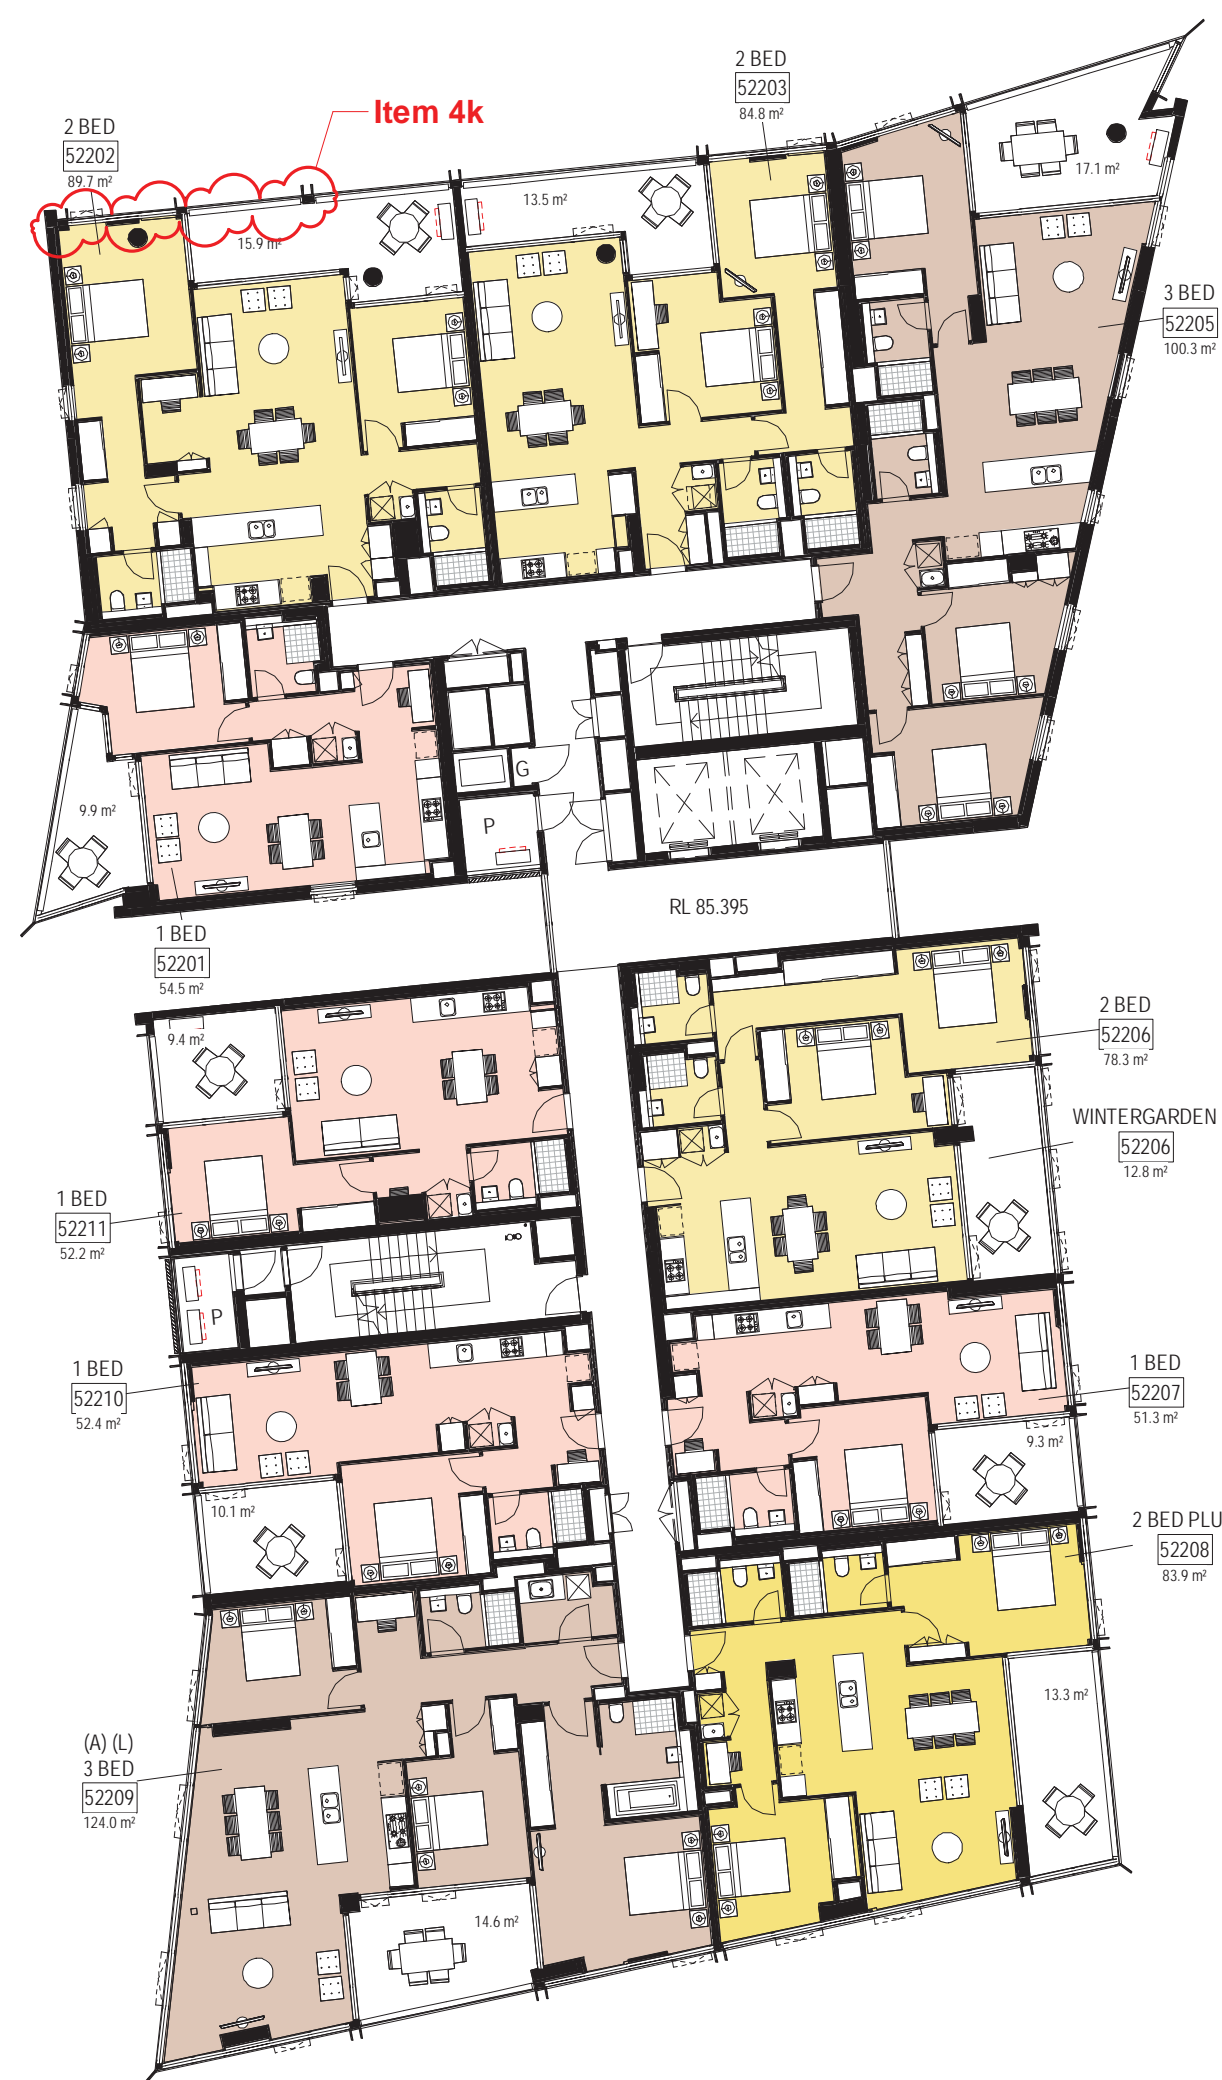 Item 4k
2 BED
52203
84.8 m²
2 BED
52202
89.7 m²
17.1 m²
13.5 m²
15.9 m²
3 BED
52205
100.3 m²
G
P
9.9 m²
RL 85.395
1 BED
52201
54.5 m²
9.4 m²
2 BED
52206
78.3 m²
WINTERGARDEN
52206
12.8 m²
1 BED
52211
52.2 m²
P
1 BED
52210
52.4 m²
1 BED
52207
51.3 m²
9.3 m²
10.1 m²
2 BED PLU
52208
83.9 m²
13.3 m²
(A) (L)
3 BED
52209
124.0 m²
14.6 m²